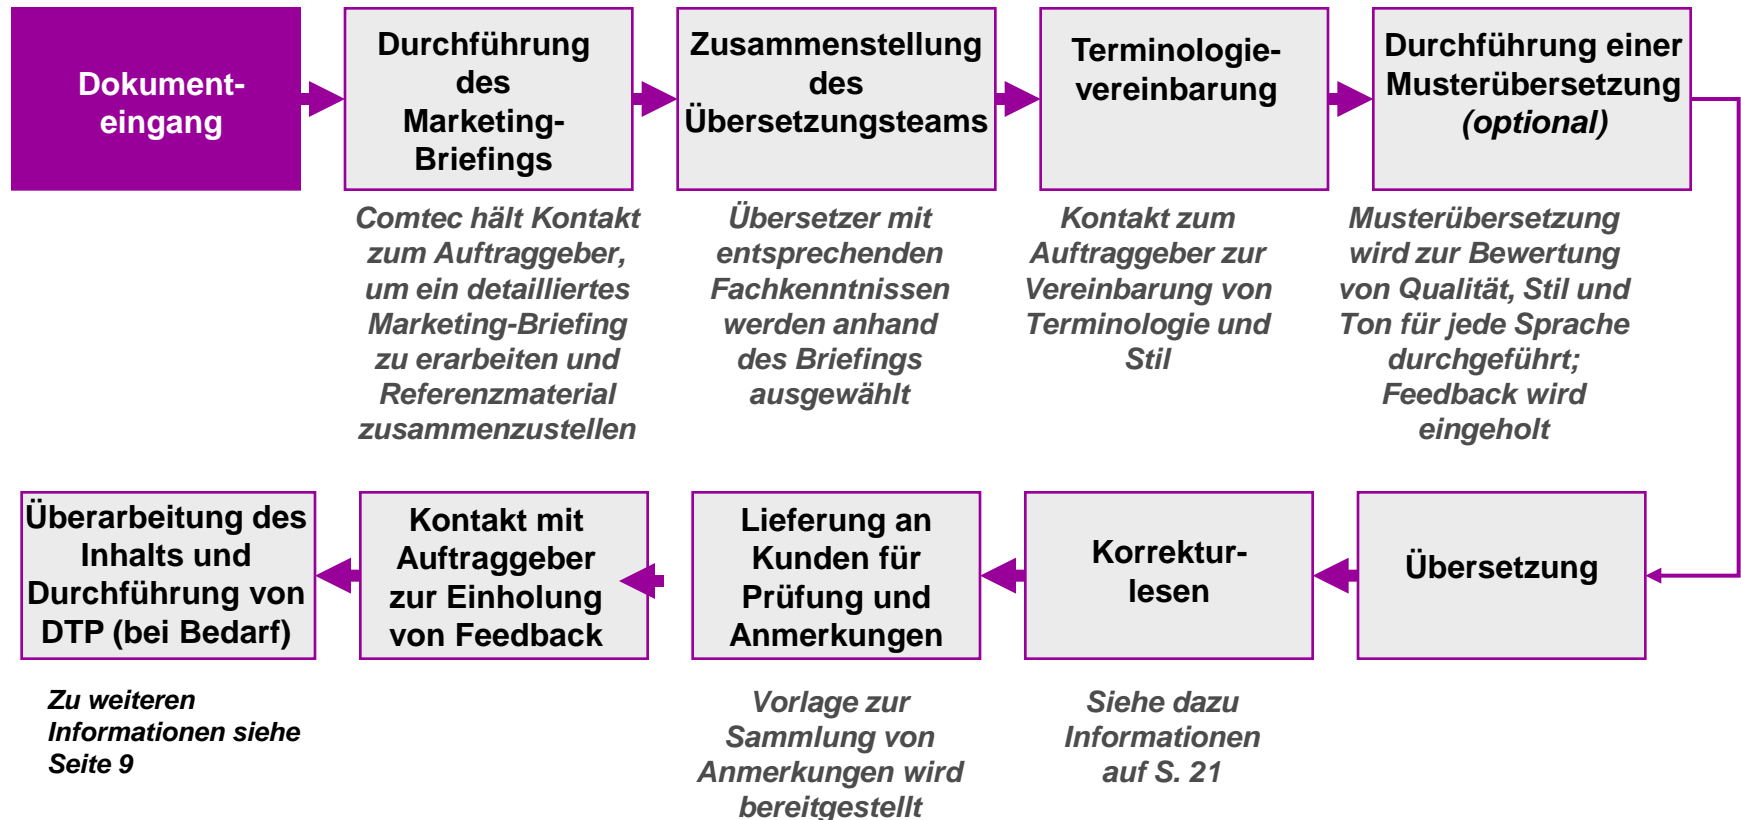 Dokument-
eingang
Durchführung
des
Marketing-
Briefings
Zusammenstellung
des
Übersetzungsteams
Terminologie-
vereinbarung
Durchführung einer
Musterübersetzung
(optional)
Comtec hält Kontakt
zum Auftraggeber,
um ein detailliertes
Marketing-Briefing
zu erarbeiten und
Referenzmaterial
zusammenzustellen
Übersetzer mit
entsprechenden
Fachkenntnissen
werden anhand
des Briefings
ausgewählt
Kontakt zum
Auftraggeber zur
Vereinbarung von
Terminologie und
Stil
Musterübersetzung
wird zur Bewertung
von Qualität, Stil und
Ton für jede Sprache
durchgeführt;
Feedback wird
eingeholt
Überarbeitung des
Inhalts und
Durchführung von
DTP (bei Bedarf)
Kontakt mit
Auftraggeber
zur Einholung
von Feedback
Lieferung an
Kunden für
Prüfung und
Anmerkungen
Korrektur-
lesen
Übersetzung
Zu weiteren
Informationen siehe
Seite 9
Vorlage zur
Sammlung von
Anmerkungen wird
bereitgestellt
Siehe dazu
Informationen
auf S. 21